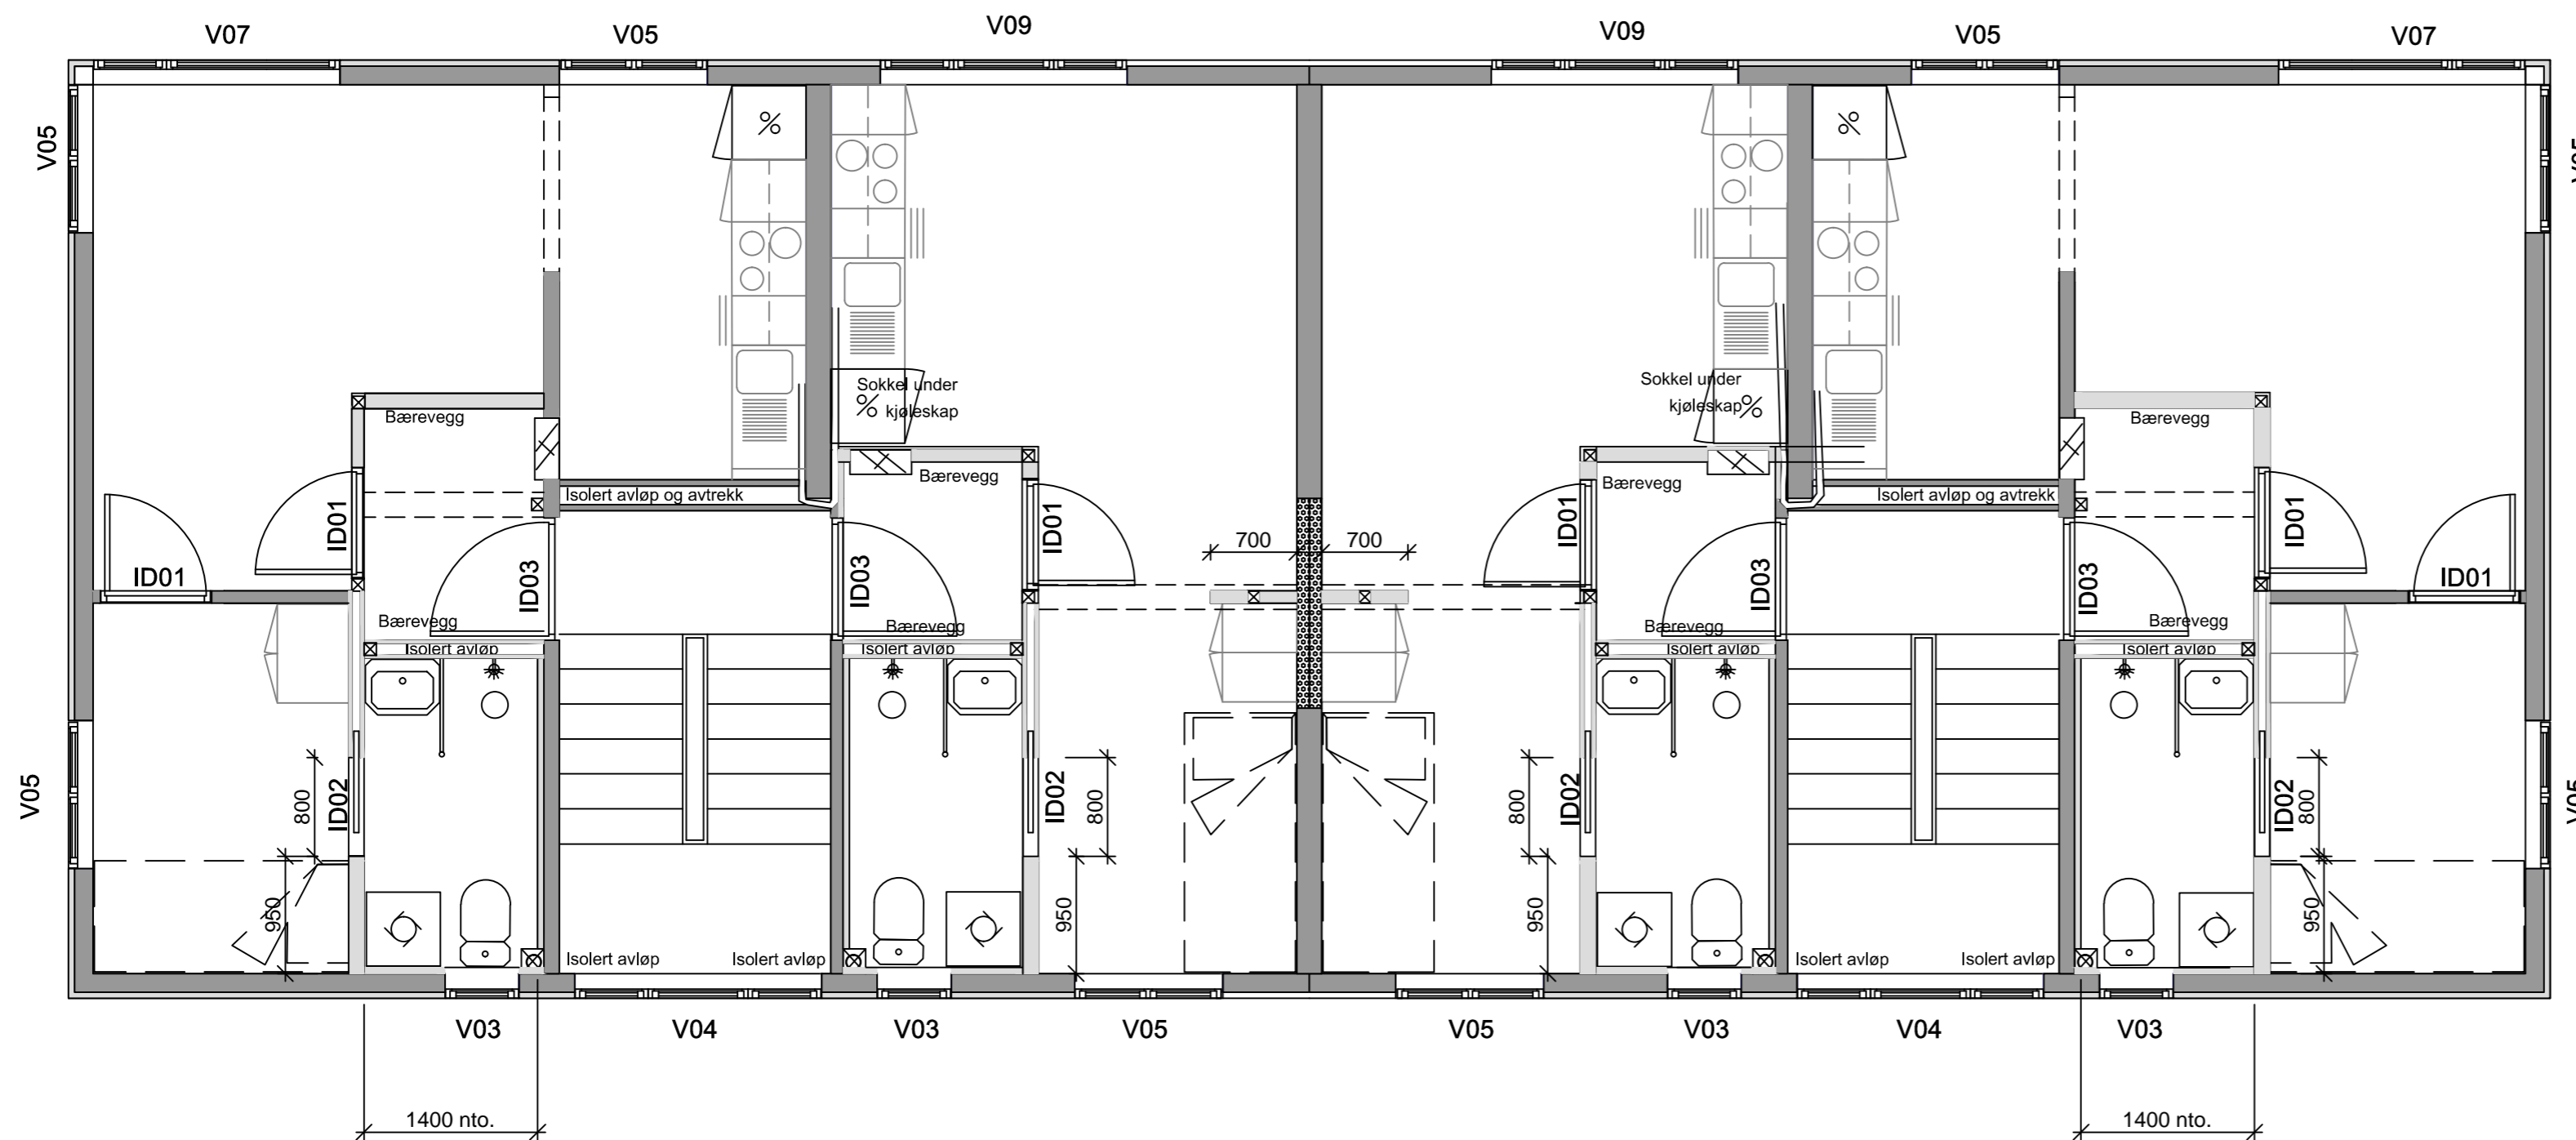 V07
V05
V09
V09
V05
V07
V05
V05
%
%
Sokkel under
kjøleskap
%
Sokkel under
kjøleskap
%
Bærevegg
Bærevegg
Bærevegg
Bærevegg
Isolert avløp og avtrekk
Isolert avløp og avtrekk
ID01
ID01
ID01
ID01
700
700
ID01
ID03
ID03
ID03
ID03
ID01
Bærevegg
Bærevegg
Bærevegg
Bærevegg
Isolert avløp
Isolert avløp
Isolert avløp
Isolert avløp
V05
800
ID02
ID02
800
800
ID02
ID02
800
V05
950
950
950
950
Isolert avløp
Isolert avløp
Isolert avløp
Isolert avløp
V03
V04
V03
V05
V05
V03
V04
V03
1400 nto.
1400 nto.